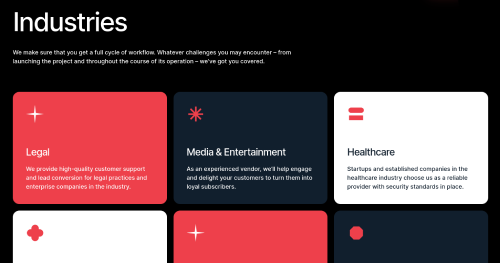 Industries
We make sure that you get a full cycle of workflow. Whatever challenges you may encounter – from
launching the project and throughout the course of its operation – we've got you covered.
Legal
We provide high-quality customer support
and lead conversion for legal practices and
enterprise companies in the industry.
Media & Entertainment
As an experienced vendor, we'll help engage
and delight your customers to turn them into
loyal subscribers.
Healthcare
Startups and established companies in the
healthcare industry choose us as a reliable
provider with security standards in place.